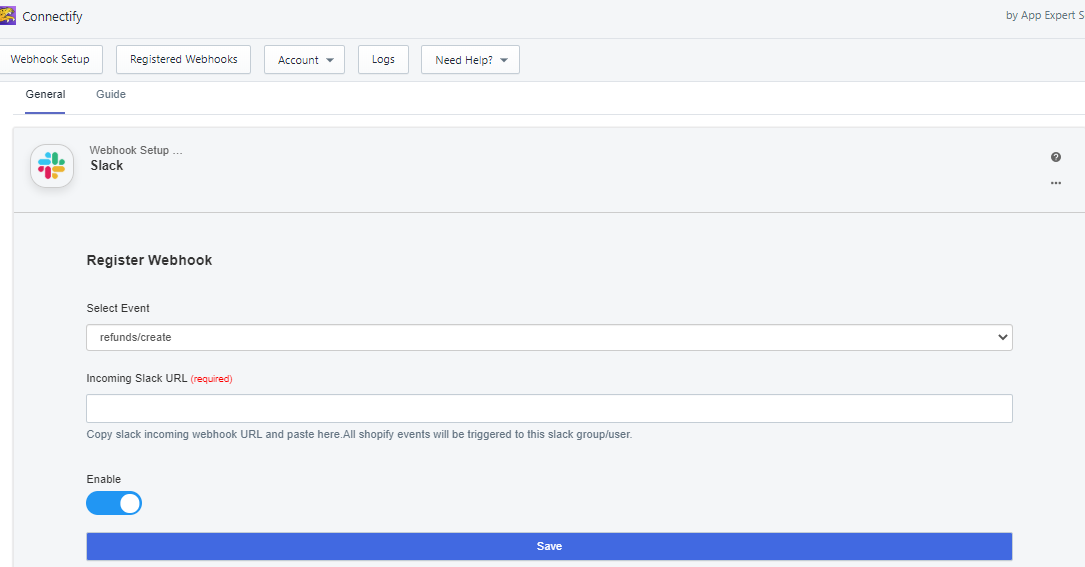 Connectify
by App Expert S
Webhook Setup
Registered Webhooks
Account
Logs
Need Help?
General
Guide
Webhook Setup ...
Slack
Register Webhook
Select Event
refunds/create
Incoming Slack URL (required)
Copy slack incoming webhook URL and paste here.All shopify events will be triggered to this slack group/user.
Enable
Save